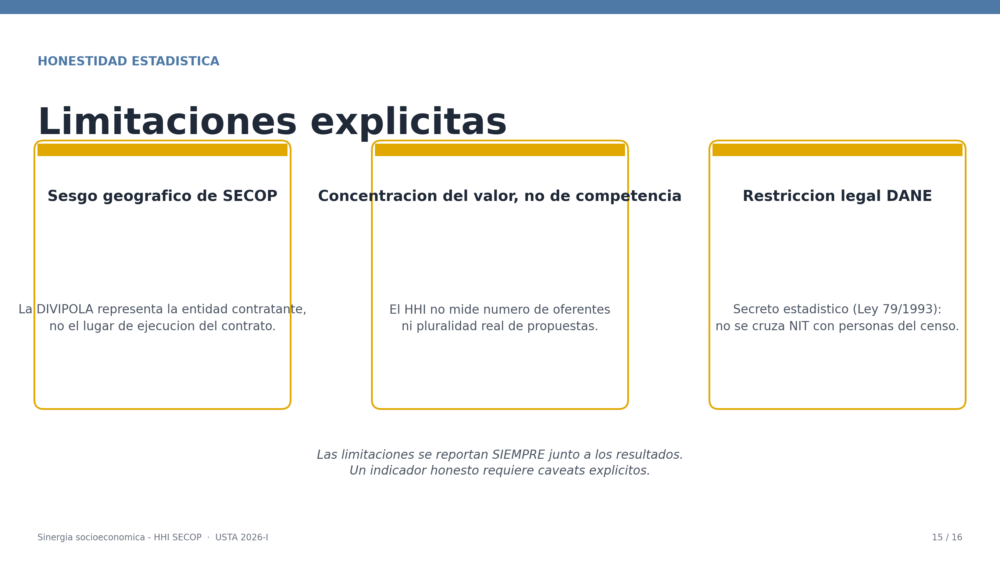 HONESTIDAD ESTADISTICA
Limitaciones explicitas
Sesgo geografico de SECOP
La DIVIPOLA representa la entidad contratante,
no el lugar de ejecucion del contrato.
Concentracion del valor, no de competencia
El HHI no mide numero de oferentes
ni pluralidad real de propuestas.
Restriccion legal DANE
Secreto estadistico (Ley 79/1993):
no se cruza NIT con personas del censo.
Las limitaciones se reportan SIEMPRE junto a los resultados.
Un indicador honesto requiere caveats explicitos.
Sinergia socioeconomica - HHI SECOP · USTA 2026-I
15 / 16